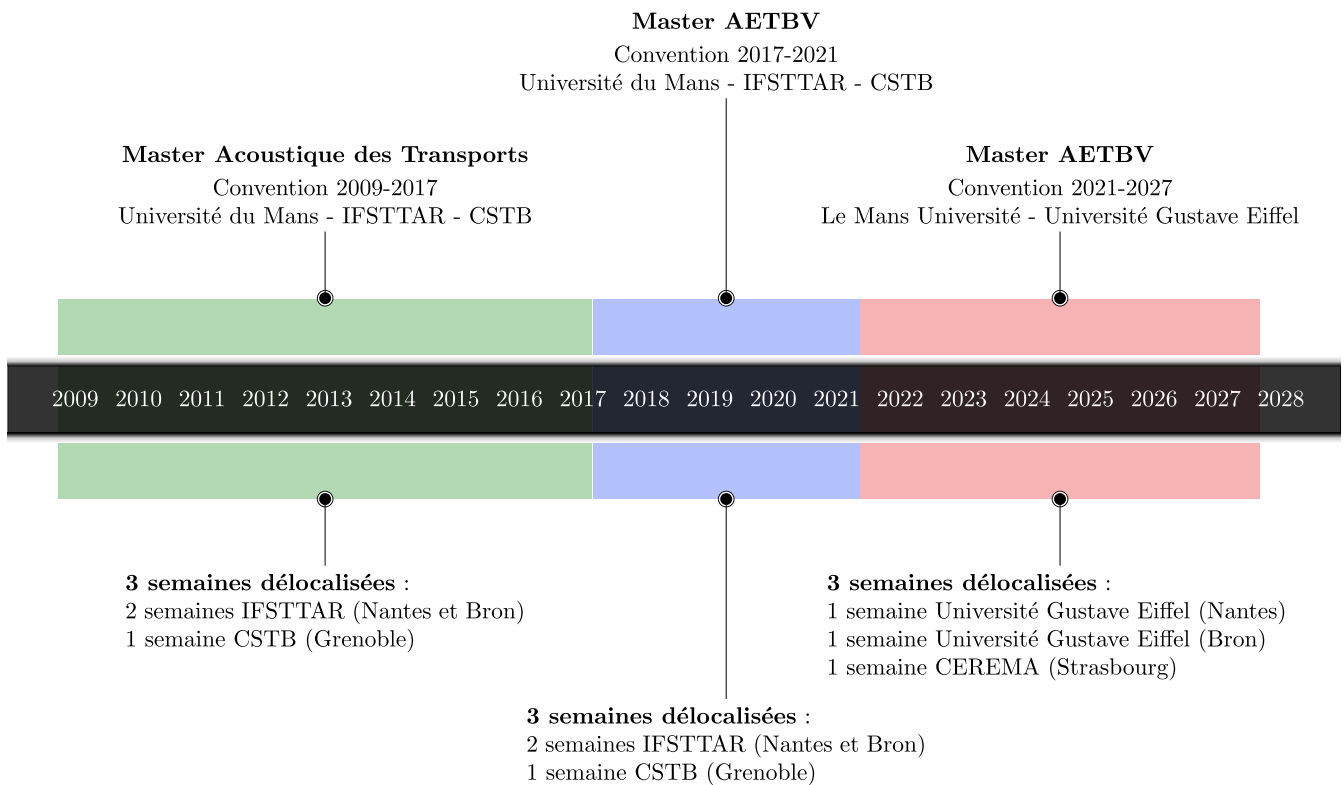 Master AETBV
Convention 2017-2021
Université du Mans - IFSTTAR - CSTB
Master Acoustique des Transports
Convention 2009-2017
Université du Mans - IFSTTAR - CSTB
Master AETBV
Convention 2021-2027
Le Mans Université - Université Gustave Eiffel
2009 2010 2011 2012 2013 2014 2015 2016 2017 2018 2019 2020 2021 2022 2023 2024 2025 2026 2027 2028
3 semaines délocalisées :
2 semaines IFSTTAR (Nantes et Bron)
1 semaine CSTB (Grenoble)
3 semaines délocalisées :
1 semaine Université Gustave Eiffel (Nantes)
1 semaine Université Gustave Eiffel (Bron)
1 semaine CEREMA (Strasbourg)
3 semaines délocalisées :
2 semaines IFSTTAR (Nantes et Bron)
1 semaine CSTB (Grenoble)